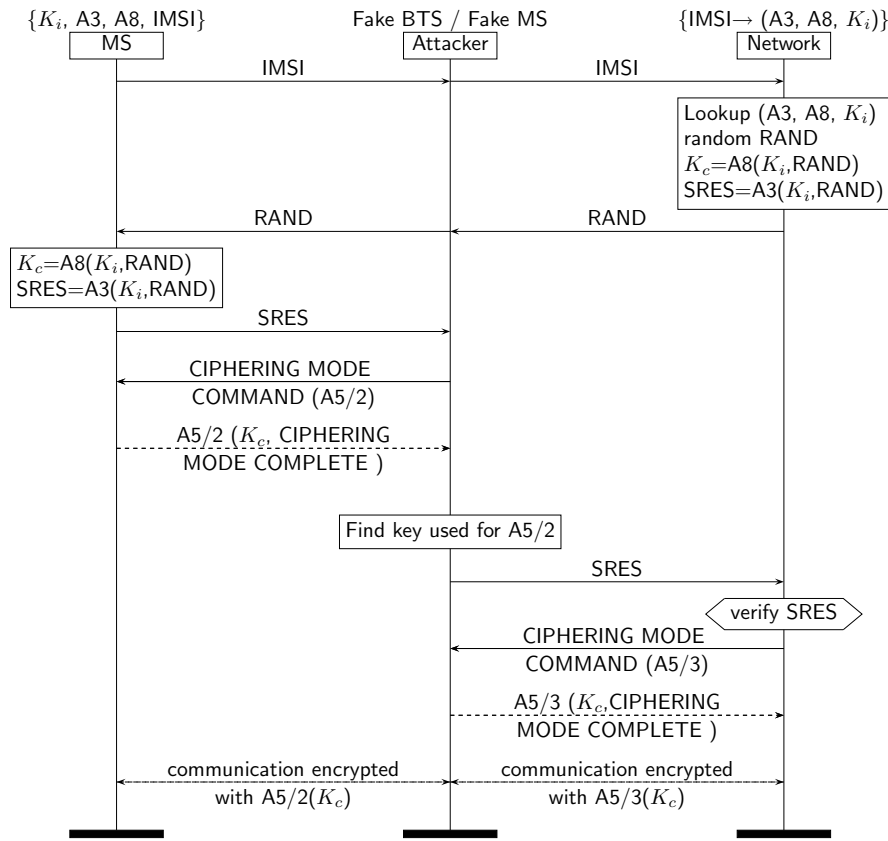 {K_i, A3, A8, IMSI}
Fake BTS / Fake MS
{IMSI→ (A3, A8, K_i)}
MS
Attacker
Network
IMSI
IMSI
Lookup (A3, A8, K_i)
random RAND
K_c=A8(K_i,RAND)
SRES=A3(K_i,RAND)
RAND
RAND
K_c=A8(K_i,RAND)
SRES=A3(K_i,RAND)
SRES
CIPHERING MODE
COMMAND (A5/2)
A5/2 (K_c, CIPHERING
MODE COMPLETE )
Find key used for A5/2
SRES
verify SRES
CIPHERING MODE
COMMAND (A5/3)
A5/3 (K_c,CIPHERING
MODE COMPLETE )
communication encrypted
with A5/2(K_c)
communication encrypted
with A5/3(K_c)